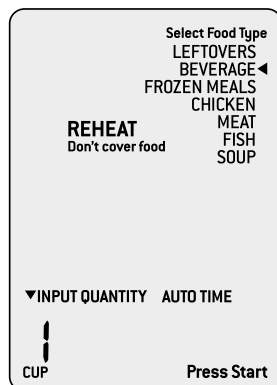 Select Food Type
LEFTOVERS
BEVERAGE◀
FROZEN MEALS
CHICKEN
MEAT
FISH
SOUP
REHEAT
Don't cover food
▼INPUT QUANTITY AUTO TIME
1
CUP Press Start